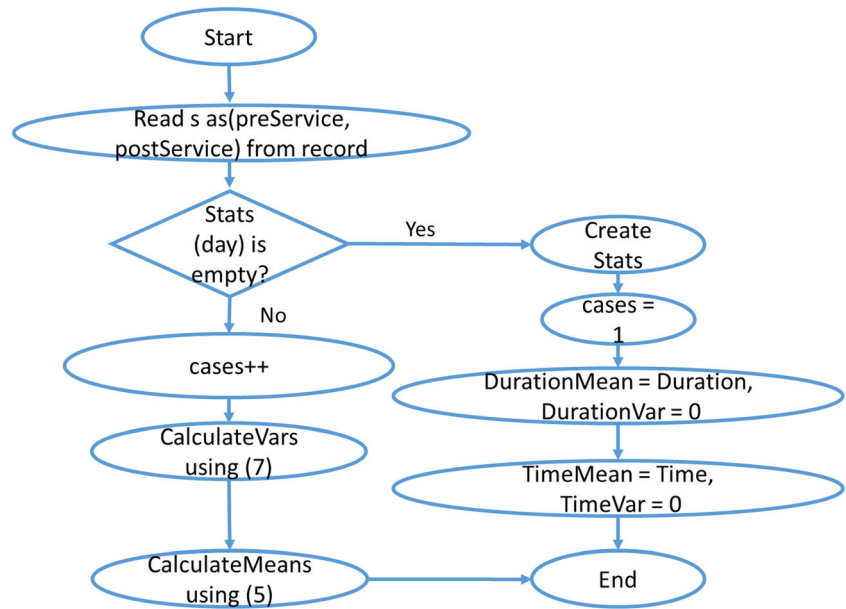 Start
Read s as(preService,
postService) from record
Stats
(day) is
empty?
Yes
No
cases++
CalculateVars
using (7)
CalculateMeans
using (5)
Create
Stats
cases =
1
DurationMean = Duration,
DurationVar = 0
TimeMean = Time,
TimeVar = 0
End